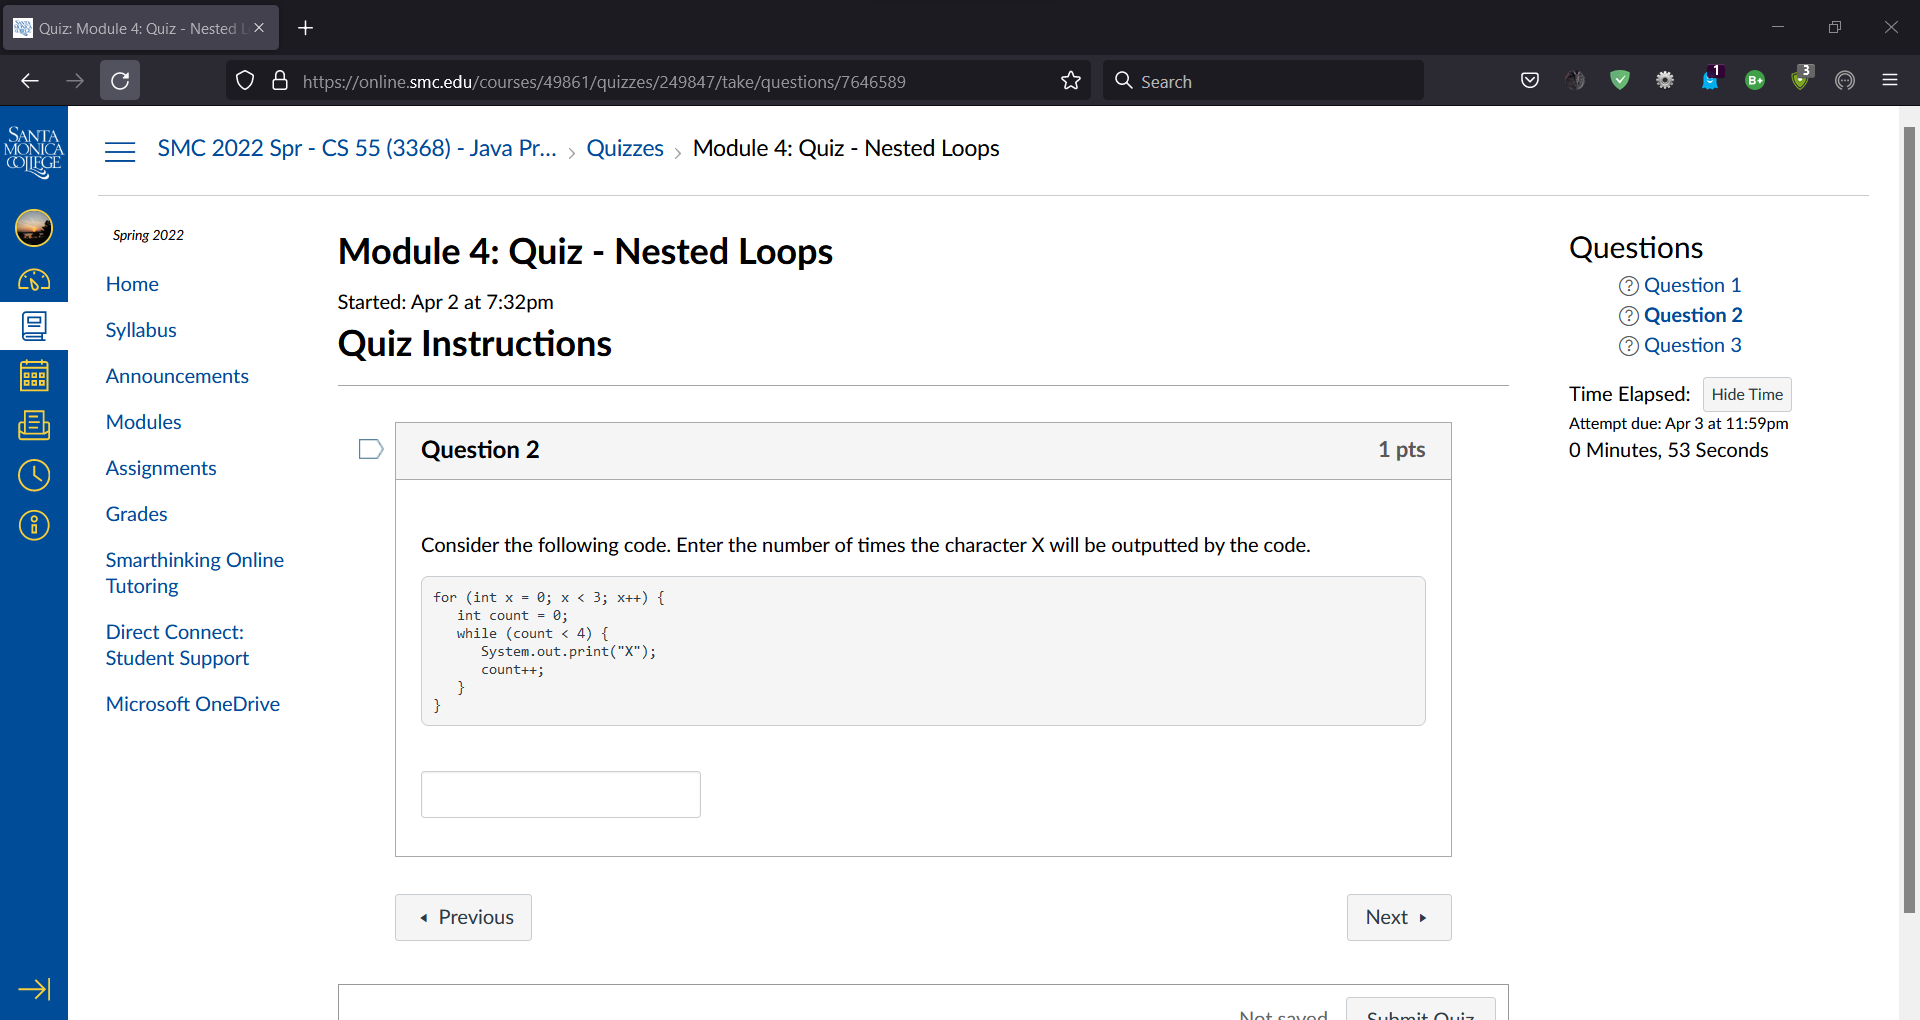 Quiz: Module 4: Quiz - Nested L
https://online.smc.edu/courses/49861/quizzes/249847/take/questions/7646589
Search
1
B+
3
SANTA
MONICA
COLLEGE
SMC 2022 Spr - CS 55 (3368) - Java Pr... › Quizzes › Module 4: Quiz - Nested Loops
Spring 2022
Home
Syllabus
Announcements
Modules
Assignments
Grades
Smarthinking Online
Tutoring
Direct Connect:
Student Support
Microsoft OneDrive
Module 4: Quiz - Nested Loops
Started: Apr 2 at 7:32pm
Quiz Instructions
Question 2
1 pts
Consider the following code. Enter the number of times the character X will be outputted by the code.
for (int x = 0; x < 3; x++) {
   int count = 0;
   while (count < 4) {
      System.out.print("X");
      count++;
   }
}
Previous
Next
Not saved
Submit Quiz
Questions
Question 1
Question 2
Question 3
Time Elapsed:
Hide Time
Attempt due: Apr 3 at 11:59pm
0 Minutes, 53 Seconds